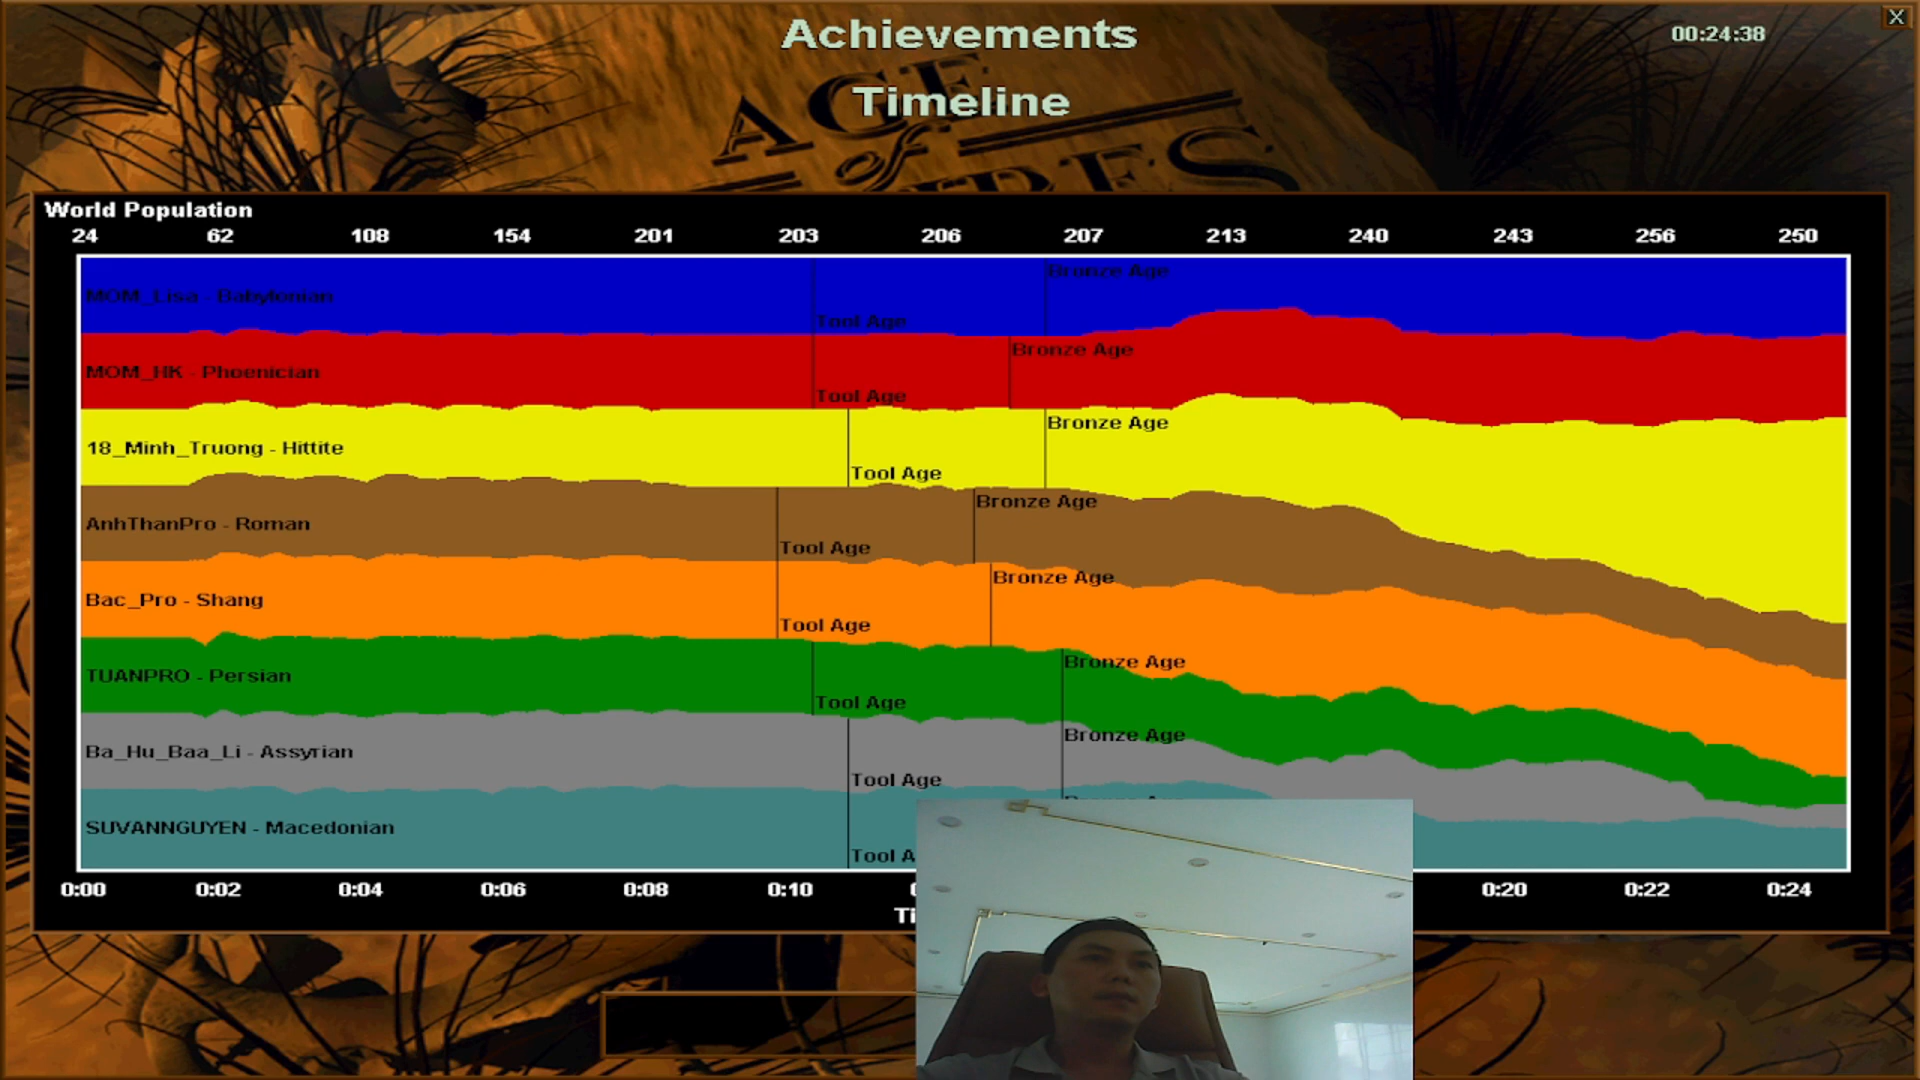 Achievements
00:24:38
X
Timeline
AGE
of
World Population
24 62 108 154 201 203 206 207 213 240 243 256 250
Bronze Age
MOM_Lisa - Babylonian
Tool Age
Bronze Age
MOM_HK - Phoenician
Tool Age
Bronze Age
18_Minh_Truong - Hittite
Tool Age
Bronze Age
AnhThanPro - Roman
Tool Age
Bronze Age
Bac_Pro - Shang
Tool Age
Bronze Age
TUANPRO - Persian
Tool Age
Bronze Age
Ba_Hu_Baa_Li - Assyrian
Tool Age
SUVANNGUYEN - Macedonian
Tool A
0:00 0:02 0:04 0:06 0:08 0:10 0:20 0:22 0:24
Ti